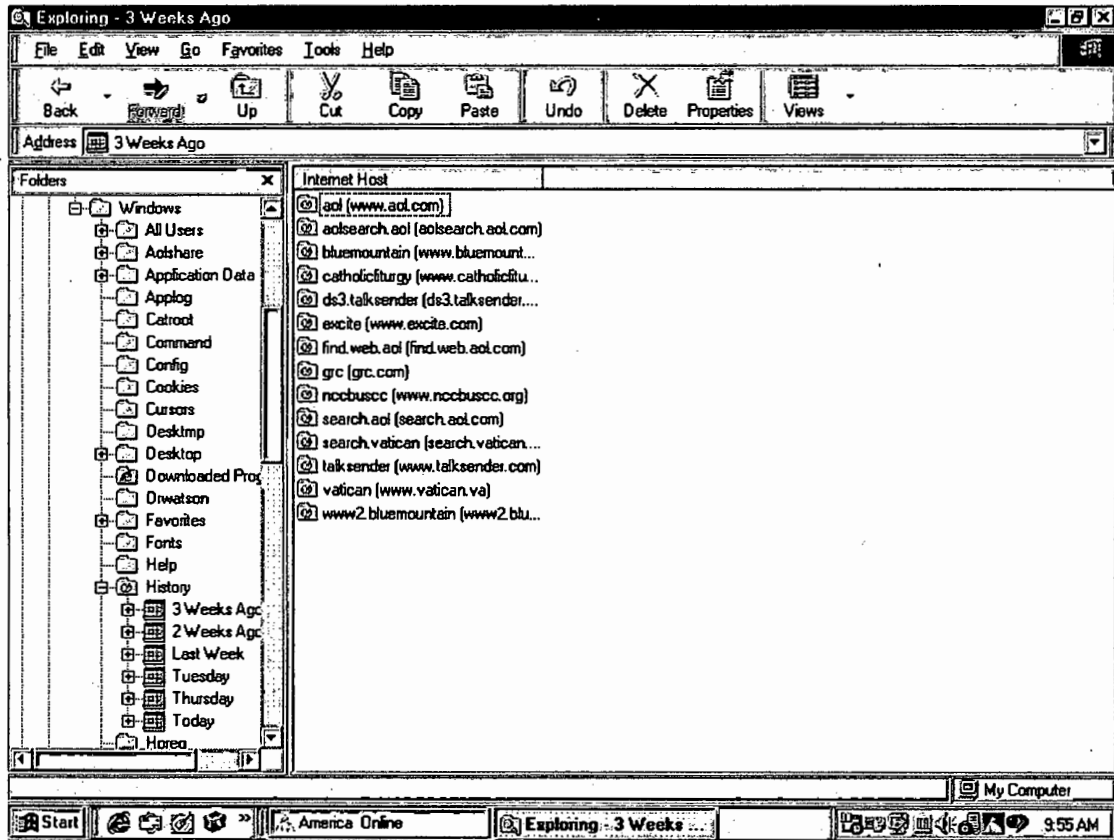 Exploring - 3 Weeks Ago
File Edit View Go Favorites Tools Help
Back Forward Up Cut Copy Paste Undo Delete Properties Views
Address 3 Weeks Ago
Folders
Windows
All Users
Aolshare
Application Data
Applog
Catroot
Command
Config
Cookies
Cursors
Desktmp
Desktop
Downloaded Prog
Drwatson
Favorites
Fonts
Help
History
3 Weeks Ago
2 Weeks Ago
Last Week
Tuesday
Thursday
Today
Internet Host
aol (www.aol.com)
aolsearch.aol (aolsearch.aol.com)
bluemountain (www.bluemount...
catholicliturgy (www.catholiclitu...
ds3.talksender (ds3.talksender....
excite (www.excite.com)
find.web.aol (find.web.aol.com)
grc (grc.com)
nccbuscc (www.nccbuscc.org)
search.aol (search.aol.com)
search.vatican (search.vatican....
talksender (www.talksender.com)
vatican (www.vatican.va)
www2.bluemountain (www2.blu...
My Computer
Start » America Online Exploring - 3 Weeks ... 9:55 AM